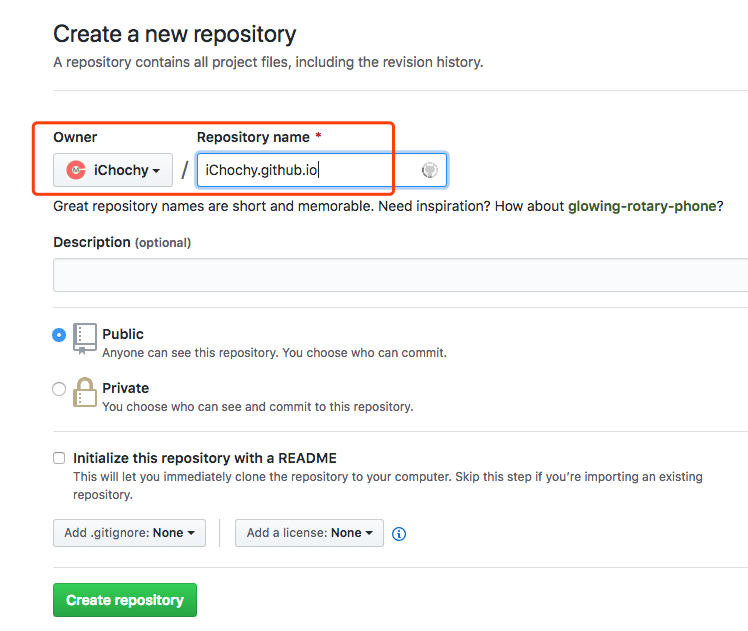 Create a new repository
A repository contains all project files, including the revision history.
Owner
Repository name *
iChochy
/
iChochy.github.io
Great repository names are short and memorable. Need inspiration? How about glowing-rotary-phone?
Description (optional)
Public
Anyone can see this repository. You choose who can commit.
Private
You choose who can see and commit to this repository.
Initialize this repository with a README
This will let you immediately clone the repository to your computer. Skip this step if you’re importing an existing
repository.
Add .gitignore: None
Add a license: None
Create repository